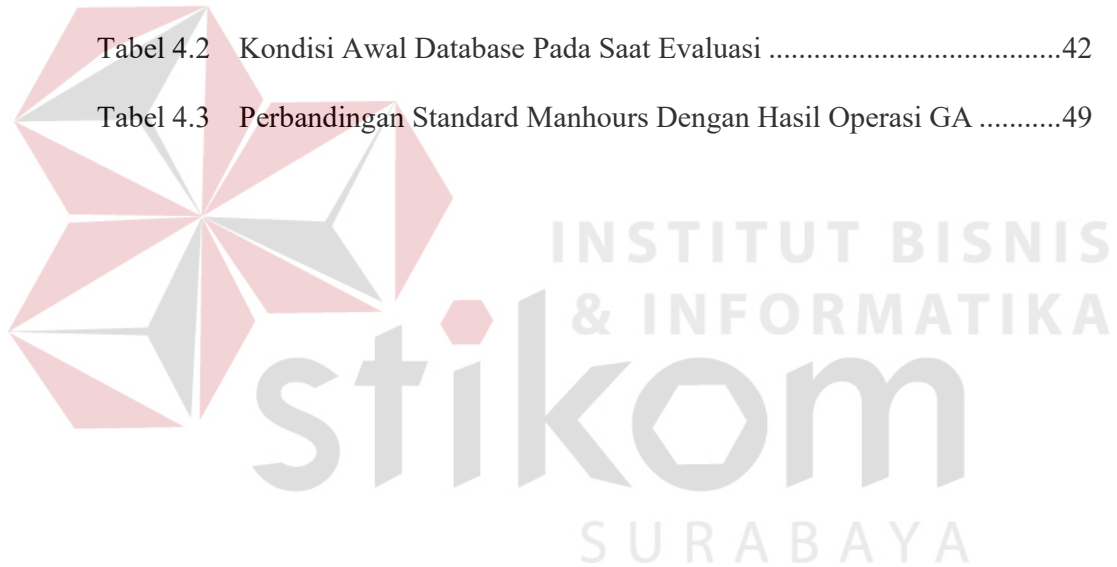 Tabel 4.2 Kondisi Awal Database Pada Saat Evaluasi .......................................42
Tabel 4.3 Perbandingan Standard Manhours Dengan Hasil Operasi GA ...........49
INSTITUT BISNIS
& INFORMATIKA
stikom
SURABAYA